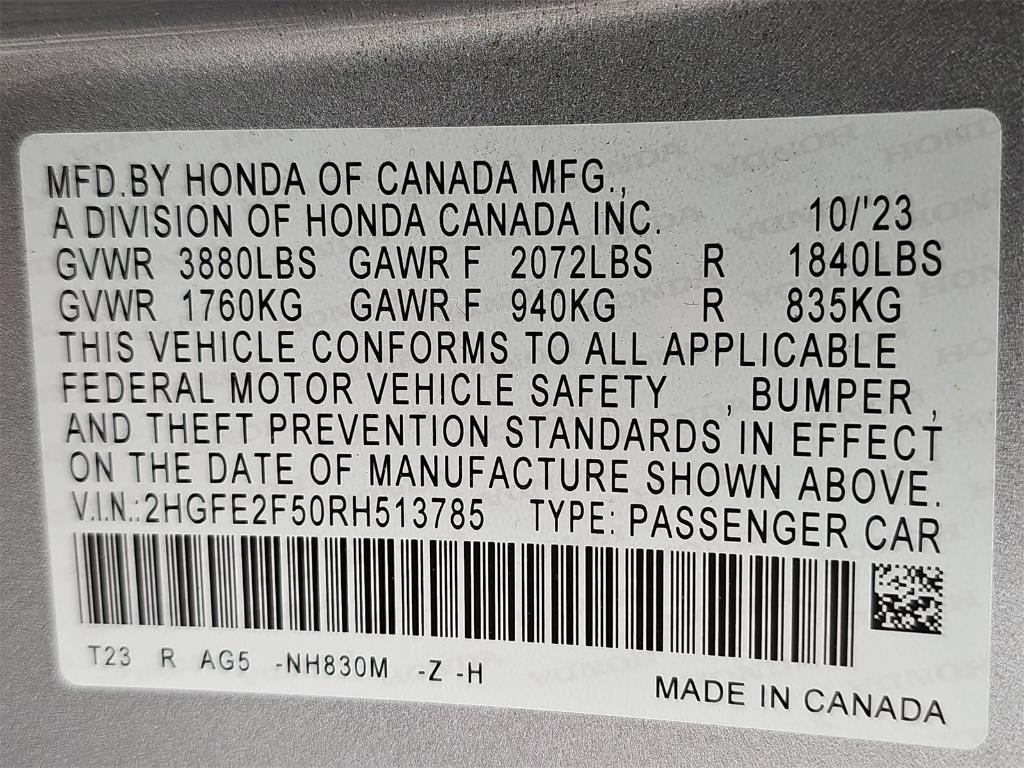 MFD.BY HONDA OF CANADA MFG.,
A DIVISION OF HONDA CANADA INC. 10/'23
GVWR 3880LBS GAWR F 2072LBS R 1840LBS
GVWR 1760KG GAWR F 940KG R 835KG
THIS VEHICLE CONFORMS TO ALL APPLICABLE
FEDERAL MOTOR VEHICLE SAFETY , BUMPER ,
AND THEFT PREVENTION STANDARDS IN EFFECT
ON THE DATE OF MANUFACTURE SHOWN ABOVE.
V.I.N.:2HGFE2F50RH513785 TYPE: PASSENGER CAR
T23 R AG5 -NH830M -Z -H
MADE IN CANADA